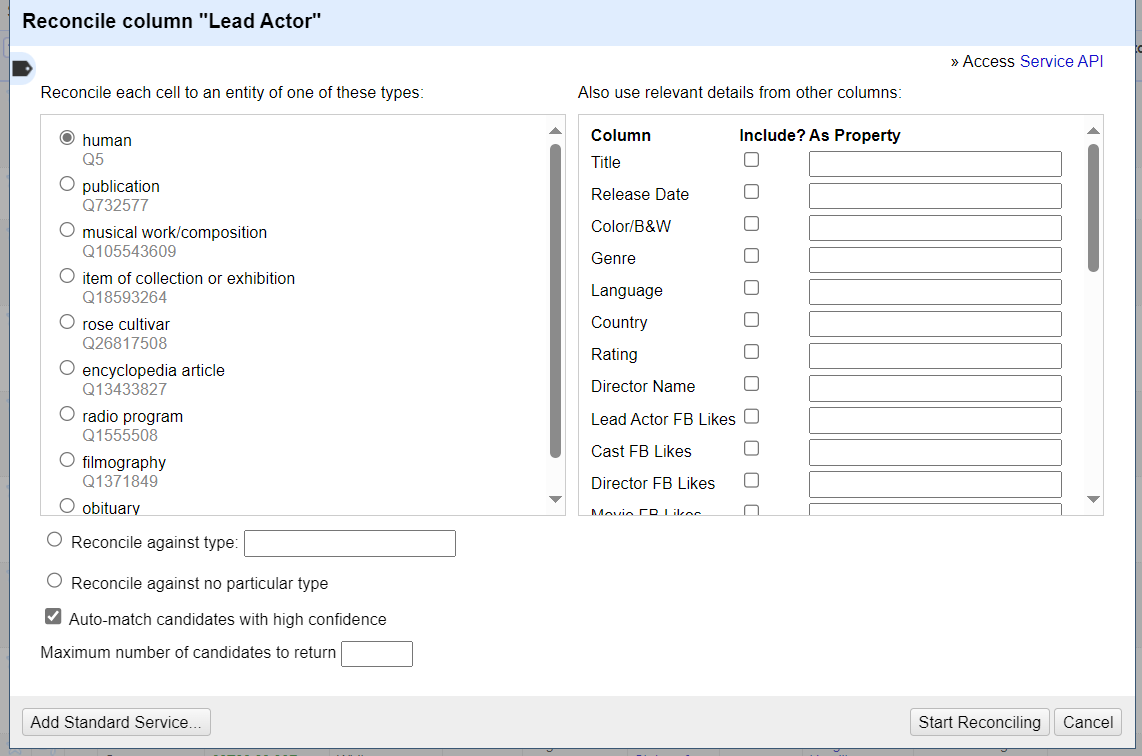 Reconcile column "Lead Actor"
» Access Service API
Reconcile each cell to an entity of one of these types:
human
Q5
publication
Q732577
musical work/composition
Q105543609
item of collection or exhibition
Q18593264
rose cultivar
Q26817508
encyclopedia article
Q13433827
radio program
Q1555508
filmography
Q1371849
obituary
Also use relevant details from other columns:
Column Include? As Property
Title
Release Date
Color/B&W
Genre
Language
Country
Rating
Director Name
Lead Actor FB Likes
Cast FB Likes
Director FB Likes
Movie FB Likes
Reconcile against type:
Reconcile against no particular type
Auto-match candidates with high confidence
Maximum number of candidates to return
Add Standard Service... Start Reconciling Cancel